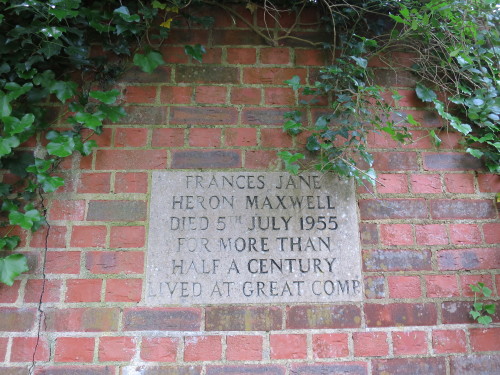 FRANCES JANE
HERON MAXWELL
DIED 5TH JULY 1955
FOR MORE THAN
HALF A CENTURY
LIVED AT GREAT COMP